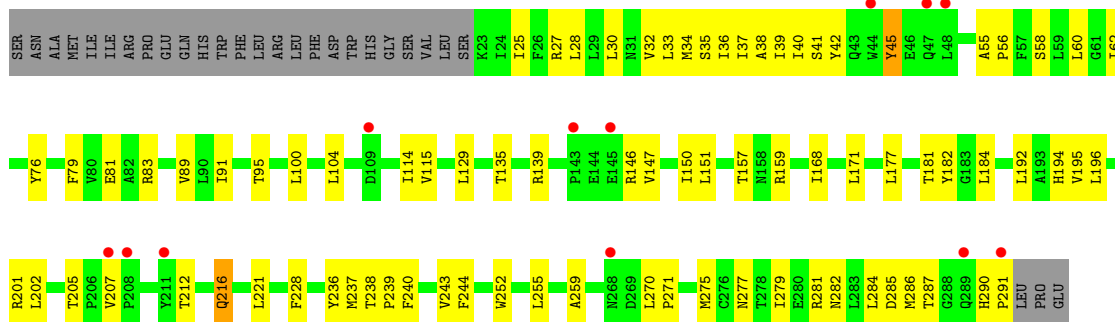 SER ASN ALA MET ILE ILE ARG PRO GLU GLN HIS TRP PHE LEU ARG LEU PHE ASP TRP HIS GLY SER VAL LEU SER K23 I24 I25 F26 R27 L28 L29 L30 N31 V32 L33 M34 S35 I36 I37 A38 I39 I40 S41 Y42 Q43 W44 Y45 E46 Q47 L48 A55 P56 F57 S58 L59 L60 G61
Y76 F79 V80 E81 A82 R83 V89 L90 I91 T95 L100 L104 D109 I114 V115 L129 T135 R139 P143 E144 E145 R146 V147 I150 L151 T157 N158 R159 I168 L171 L177 T181 Y182 G183 L184 L192 A193 H194 V195 L196
R201 L202 T205 P206 V207 P208 Y211 T212 Q216 L221 F228 Y236 M237 T238 P239 F240 V243 F244 W252 L255 A259 N268 D269 L270 P271 M275 C276 N277 T278 I279 E280 R281 N282 L283 L284 D285 M286 T287 G288 Q289 H290 P291 LEU PRO GLU